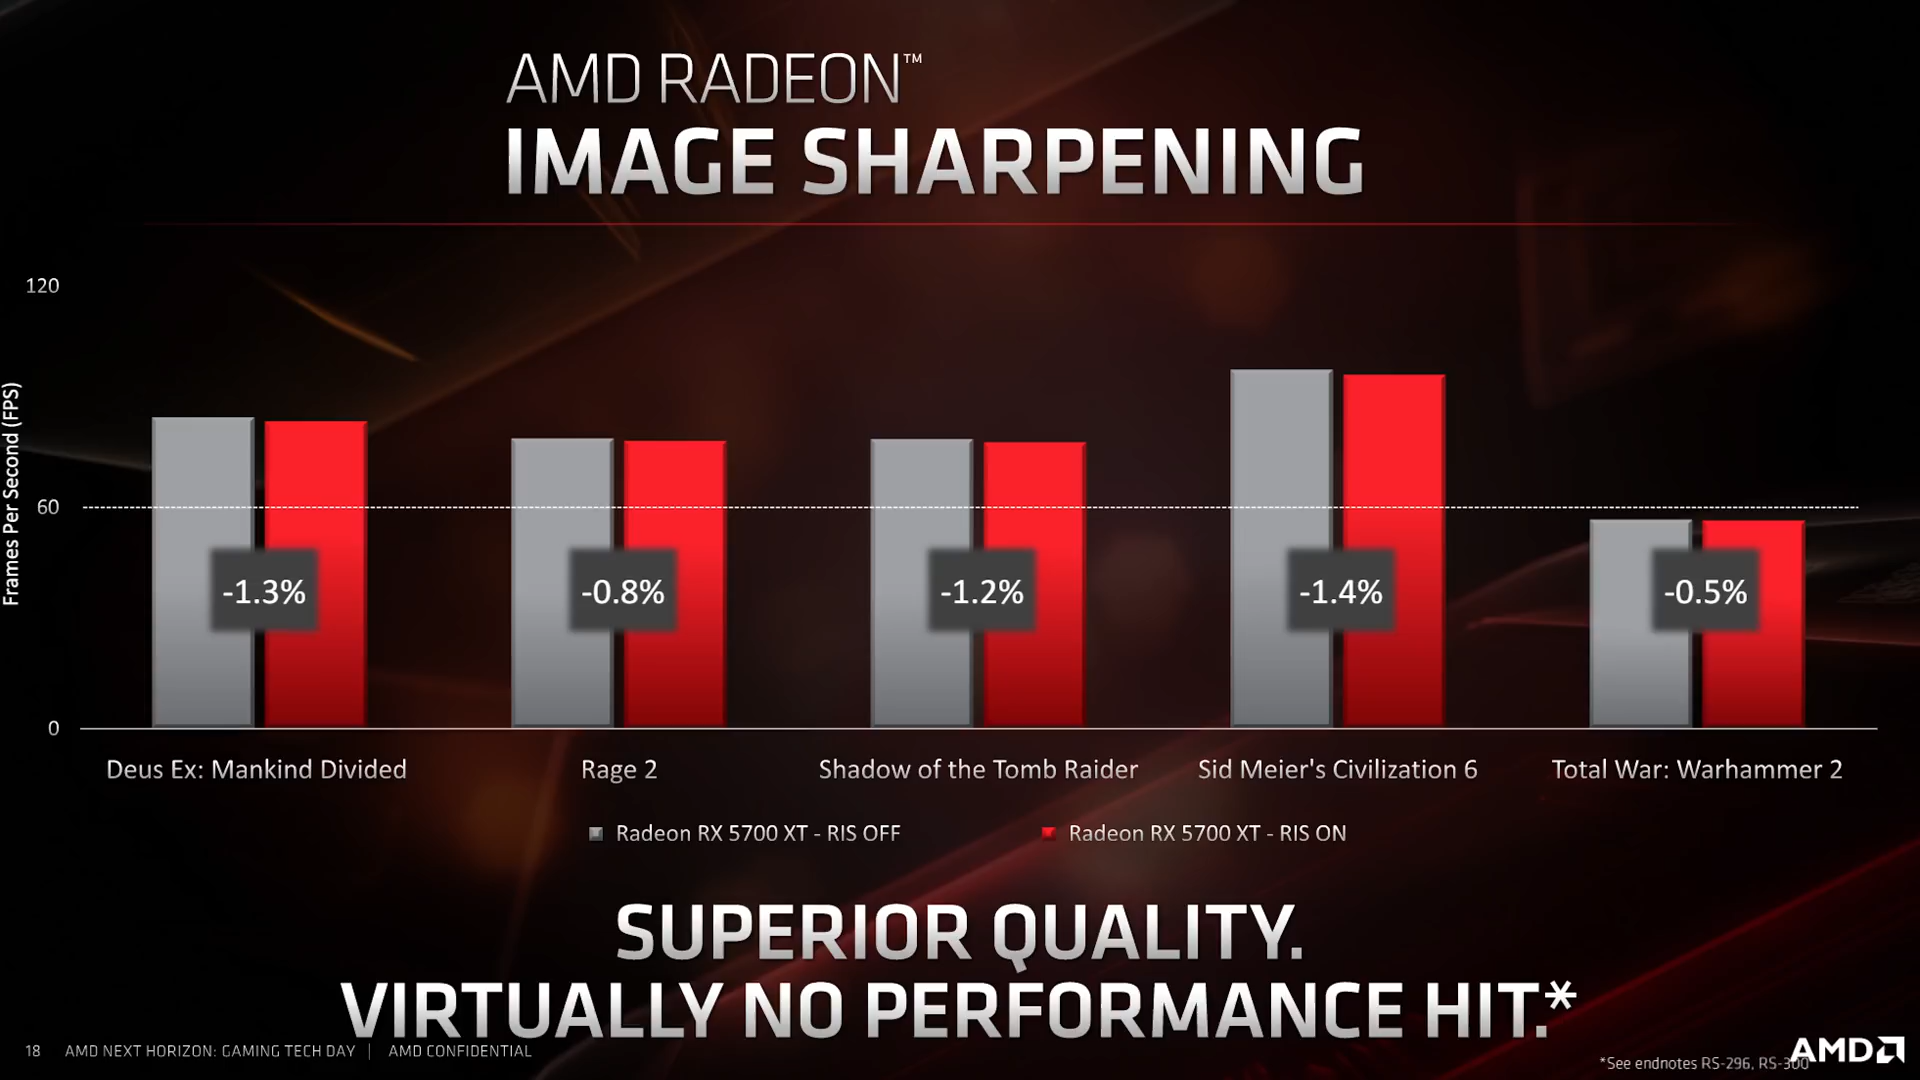 AMD RADEON™
IMAGE SHARPENING
120
60
0
Frames Per Second (FPS)
-1.3%
-0.8%
-1.2%
-1.4%
-0.5%
Deus Ex: Mankind Divided
Rage 2
Shadow of the Tomb Raider
Sid Meier's Civilization 6
Total War: Warhammer 2
Radeon RX 5700 XT - RIS OFF
Radeon RX 5700 XT - RIS ON
SUPERIOR QUALITY.
VIRTUALLY NO PERFORMANCE HIT.*
18 AMD NEXT HORIZON: GAMING TECH DAY | AMD CONFIDENTIAL
*See endnotes RS-296, RS-300
AMD